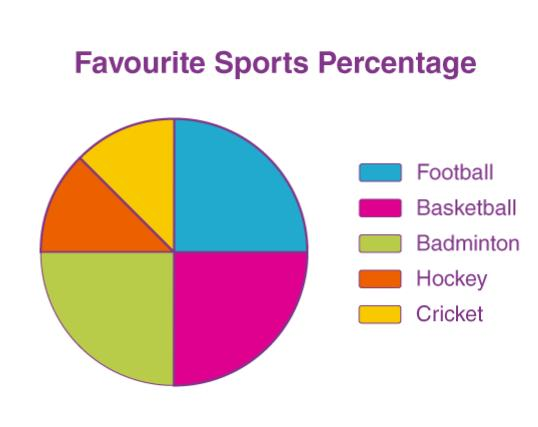 Favourite Sports Percentage
Football
Basketball
Badminton
Hockey
Cricket